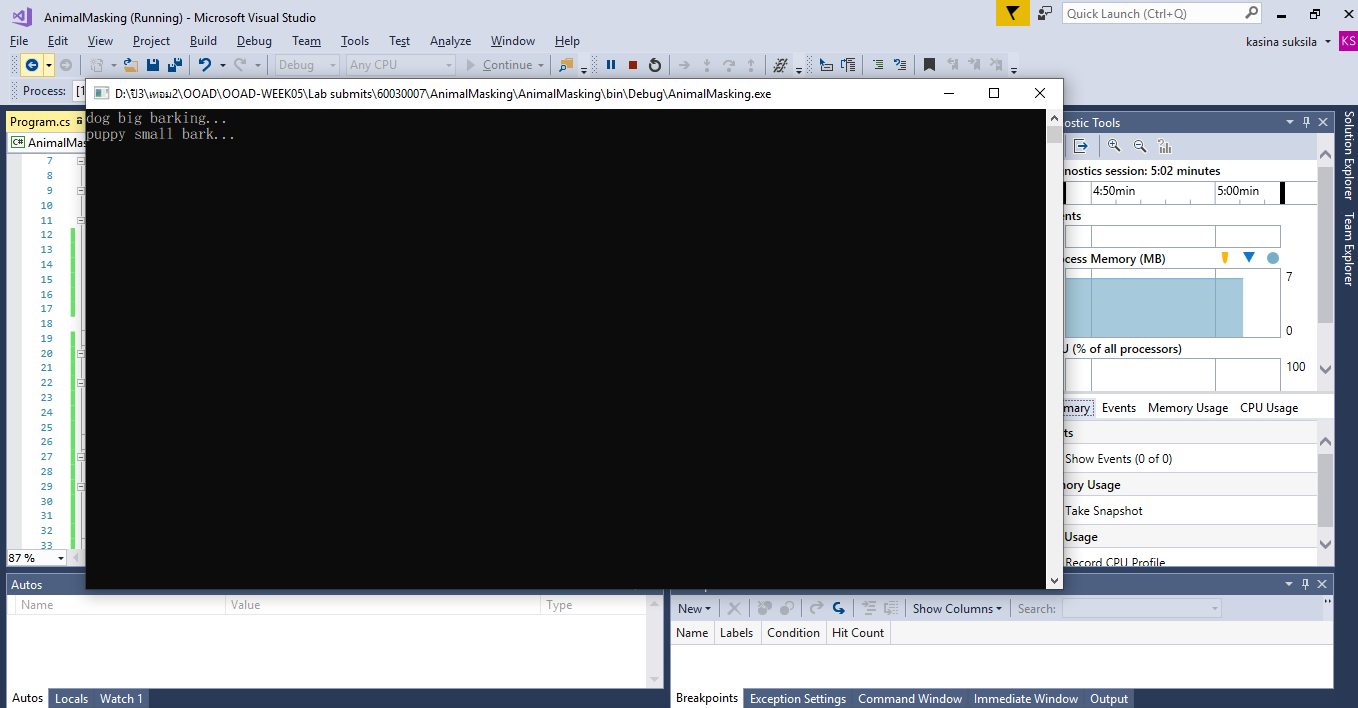 AnimalMasking (Running) - Microsoft Visual Studio
Quick Launch (Ctrl+Q)
File Edit View Project Build Debug Team Tools Test Analyze Window Help
kasina suksila KS
Debug Any CPU Continue
Process: [1
D:\ปี3\เทอม2\OOAD\OOAD-WEEK05\Lab submits\60030007\AnimalMasking\AnimalMasking\bin\Debug\AnimalMasking.exe
dog big barking...
puppy small bark...
Program.cs
C# AnimalMas
7
8
9
10
11
12
13
14
15
16
17
18
19
20
21
22
23
24
25
26
27
28
29
30
31
32
33
87 %
ostic Tools
nostics session: 5:02 minutes
4:50min 5:00min
ents
cess Memory (MB)
7
0
U (% of all processors)
100
mary Events Memory Usage CPU Usage
ts
Show Events (0 of 0)
ory Usage
Take Snapshot
Usage
Record CPU Profile
Solution Explorer
Team Explorer
Autos
Name Value Type
Autos Locals Watch 1
New Show Columns Search:
Name Labels Condition Hit Count
Breakpoints Exception Settings Command Window Immediate Window Output